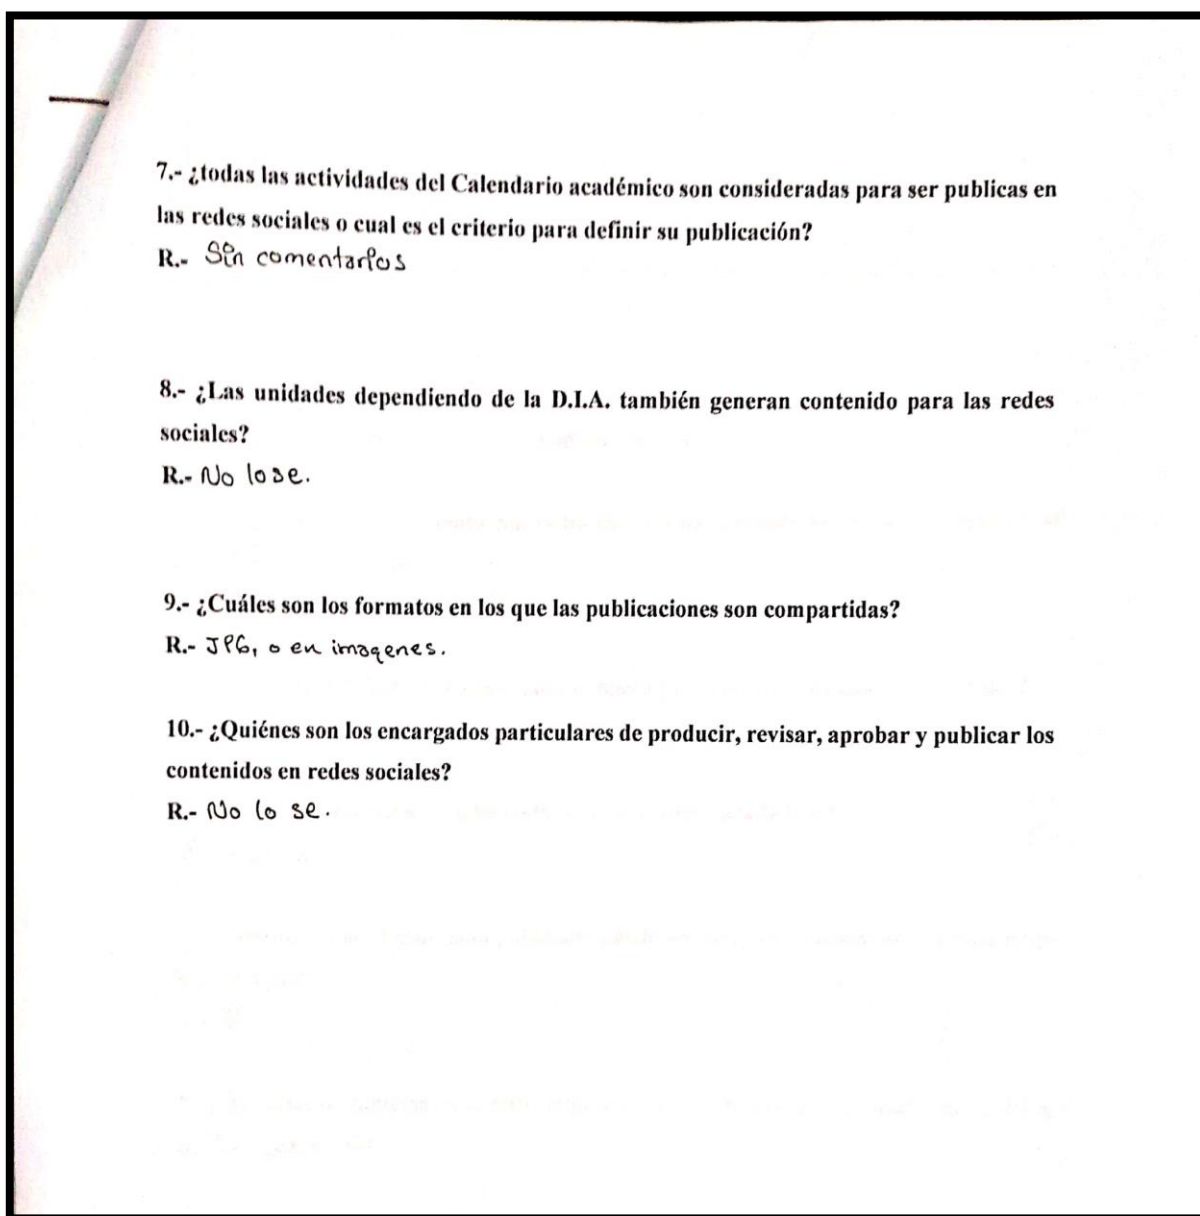 7.- ¿todas las actividades del Calendario académico son consideradas para ser publicas en
las redes sociales o cual es el criterio para definir su publicación?
R.- Sin comentarios
8.- ¿Las unidades dependiendo de la D.I.A. también generan contenido para las redes
sociales?
R.- No lo se.
9.- ¿Cuáles son los formatos en los que las publicaciones son compartidas?
R.- JPG, o en imagenes.
10.- ¿Quiénes son los encargados particulares de producir, revisar, aprobar y publicar los
contenidos en redes sociales?
R.- No lo se.